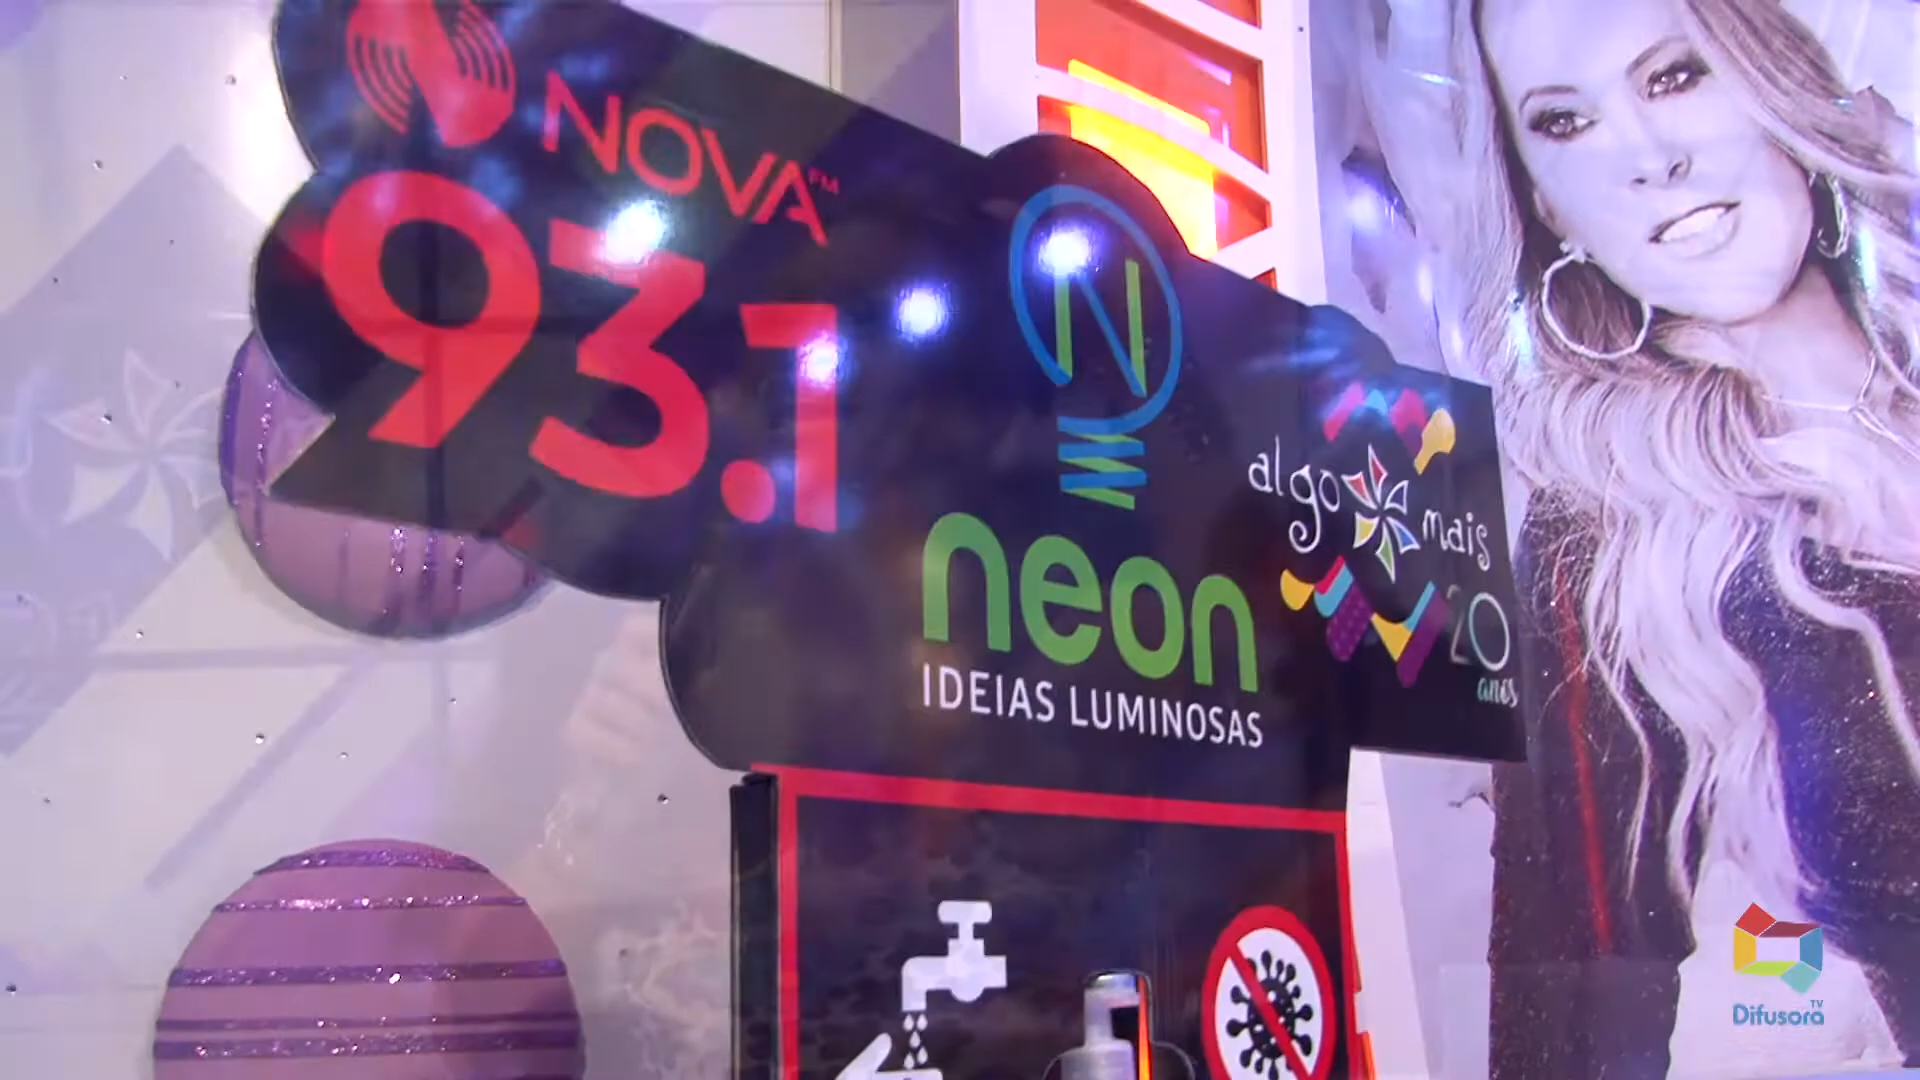 NOVA FM
93.1
neon
IDEIAS LUMINOSAS
algo mais
20
anos
TV
Difusora